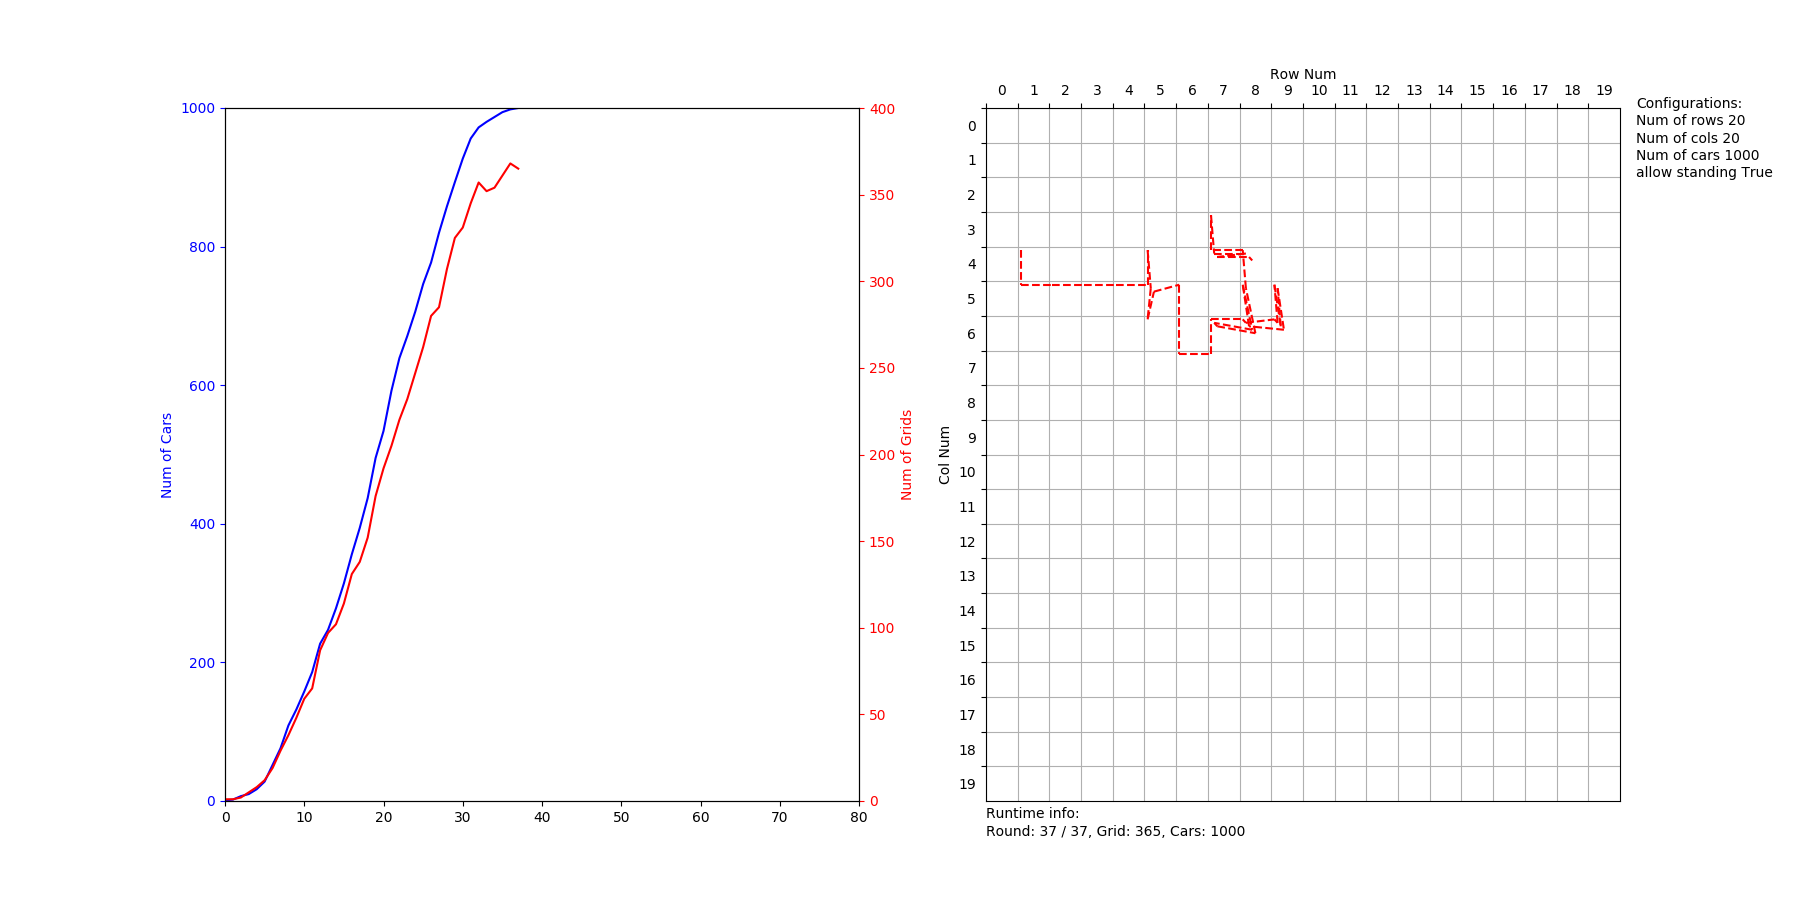 Num of Cars
1000
800
600
400
200
0
0 10 20 30 40 50 60 70 80
400
350
300
250
200
150
100
50
0
Num of Grids
Row Num
0 1 2 3 4 5 6 7 8 9 10 11 12 13 14 15 16 17 18 19
Col Num
0
1
2
3
4
5
6
7
8
9
10
11
12
13
14
15
16
17
18
19
Configurations:
Num of rows 20
Num of cols 20
Num of cars 1000
allow standing True
Runtime info:
Round: 37 / 37, Grid: 365, Cars: 1000